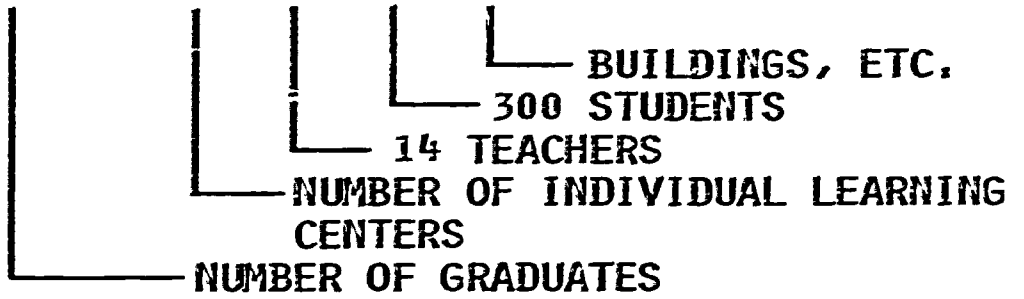 BUILDINGS, ETC.
300 STUDENTS
14 TEACHERS
NUMBER OF INDIVIDUAL LEARNING
CENTERS
NUMBER OF GRADUATES